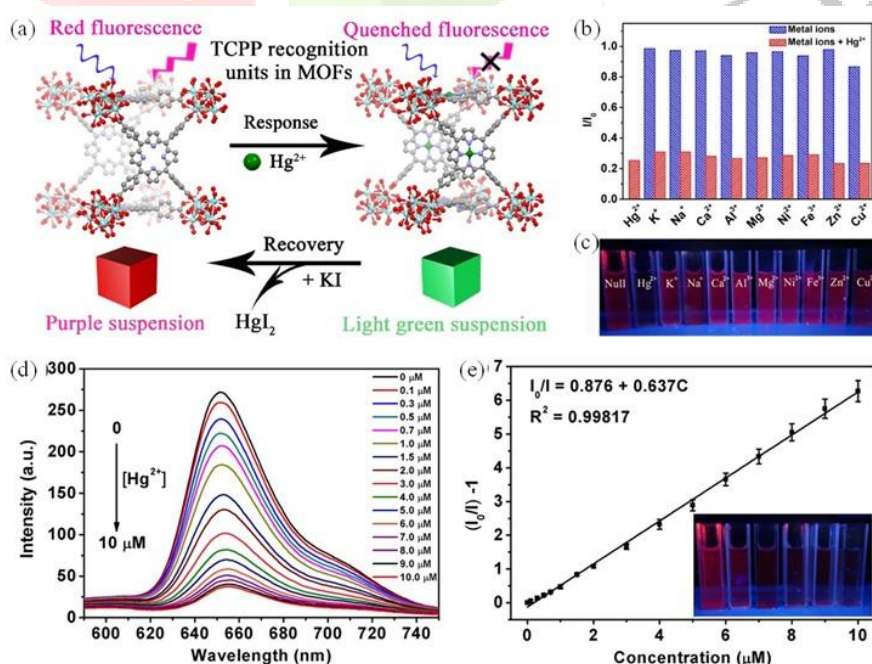 (a)
Red fluorescence
TCPP recognition
units in MOFs
Quenched fluorescence
Response
Hg²⁺
Recovery
+ KI
HgI₂
Purple suspension
Light green suspension
(b)
Metal ions
Metal ions + Hg²⁺
I/I₀
1.0
0.8
0.6
0.4
0.2
0.0
Hg²⁺ K⁺ Na⁺ Ca²⁺ Al³⁺ Mg²⁺ Ni²⁺ Fe³⁺ Zn²⁺ Cu²⁺
(c)
Null Hg²⁺ K⁺ Na⁺ Ca²⁺ Al³⁺ Mg²⁺ Ni²⁺ Fe³⁺ Zn²⁺ Cu²
(d)
Intensity (a.u.)
300
250
200
150
100
50
0
0
[Hg²⁺]
10 μM
0 μM
0.1 μM
0.3 μM
0.5 μM
0.7 μM
1.0 μM
1.5 μM
2.0 μM
3.0 μM
4.0 μM
5.0 μM
6.0 μM
7.0 μM
8.0 μM
9.0 μM
10.0 μM
600 620 640 660 680 700 720 740
Wavelength (nm)
(e)
I₀/I = 0.876 + 0.637C
R² = 0.99817
(I₀/I) -1
7
6
5
4
3
2
1
0
0 2 4 6 8 10
Concentration (μM)